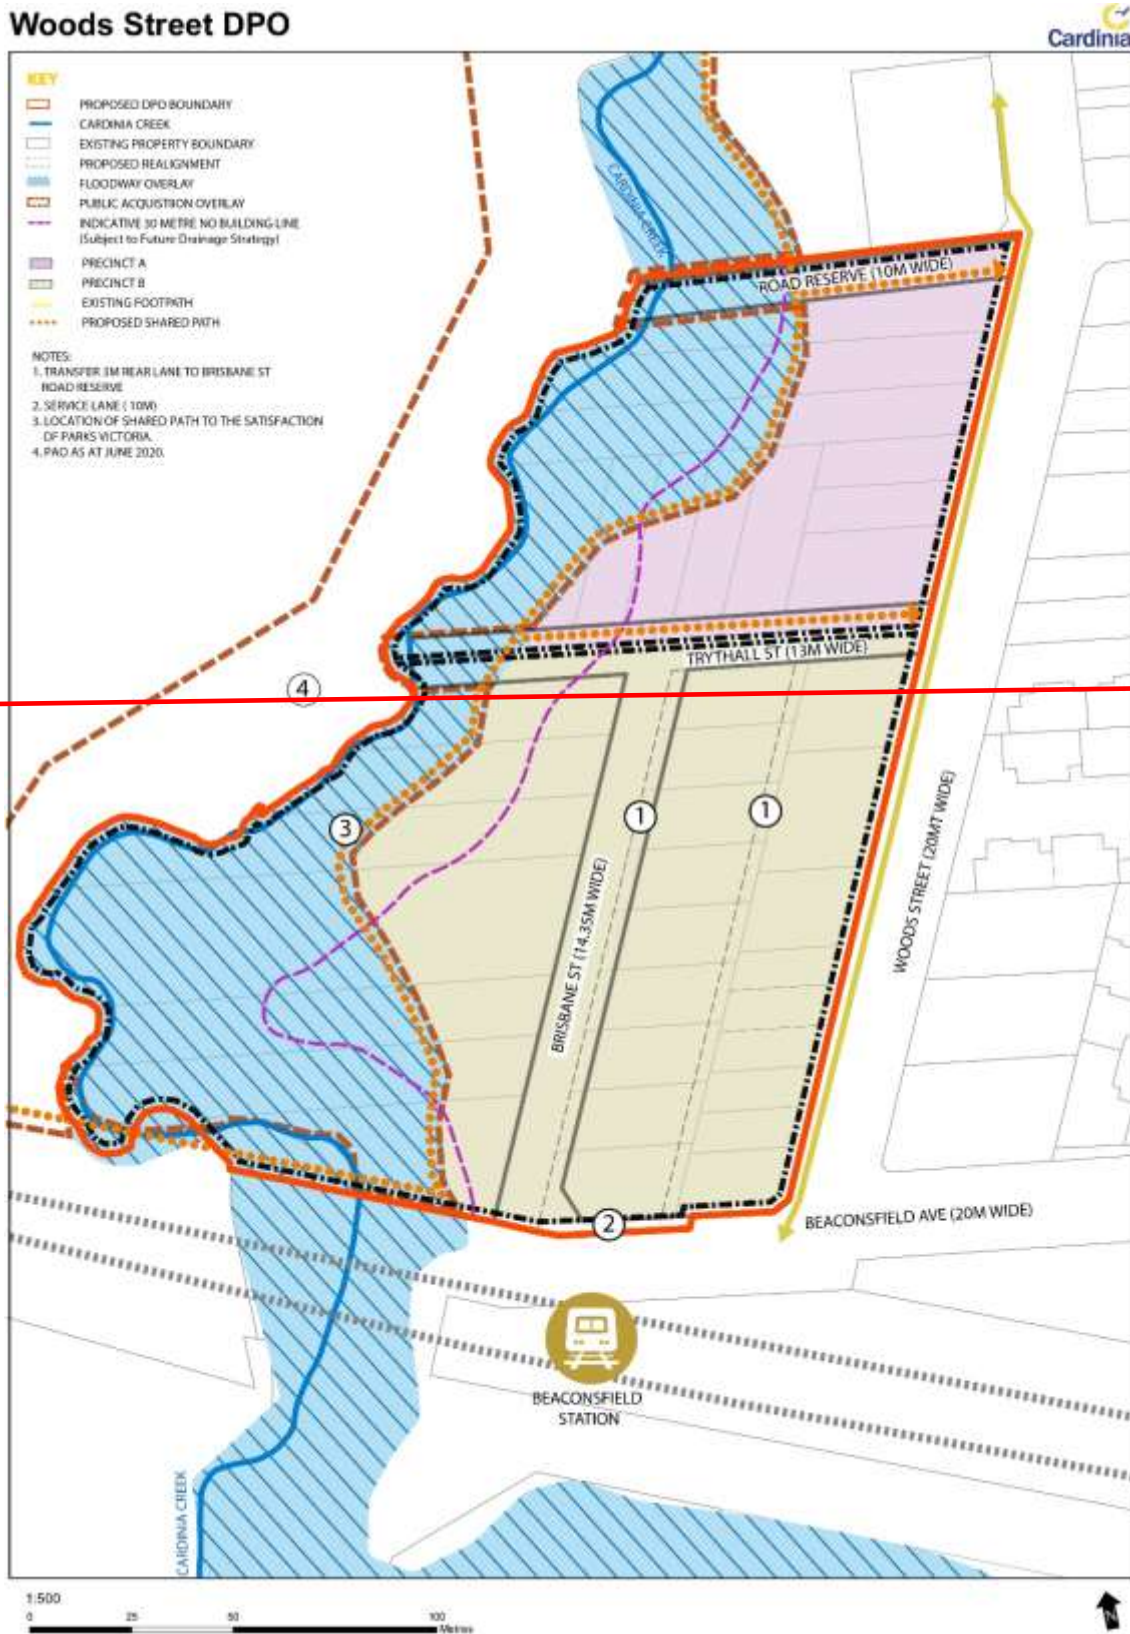 Woods Street DPO
Cardinia
KEY
PROPOSED DPO BOUNDARY
CARDINIA CREEK
EXISTING PROPERTY BOUNDARY
PROPOSED REALIGNMENT
FLOODWAY OVERLAY
PUBLIC ACQUISTION OVERLAY
INDICATIVE 30 METRE NO BUILDING LINE
(Subject to Future Drainage Strategy)
PRECINCT A
PRECINCT B
EXISTING FOOTPATH
PROPOSED SHARED PATH
NOTES:
1. TRANSFER 3M REAR LANE TO BRISBANE ST
ROAD RESERVE
2. SERVICE LANE ( 10M)
3. LOCATION OF SHARED PATH TO THE SATISFACTION
OF PARKS VICTORIA.
4. PAO AS AT JUNE 2020.
CARDINIA CREEK
ROAD RESERVE (10M WIDE)
TRYTHALL ST (13M WIDE)
4
3
1
1
WOODS STREET (20MT WIDE)
BRISBANE ST (14.35M WIDE)
2
BEACONSFIELD AVE (20M WIDE)
BEACONSFIELD
STATION
CARDINIA CREEK
1:500
0 25 50 100
Metres
N